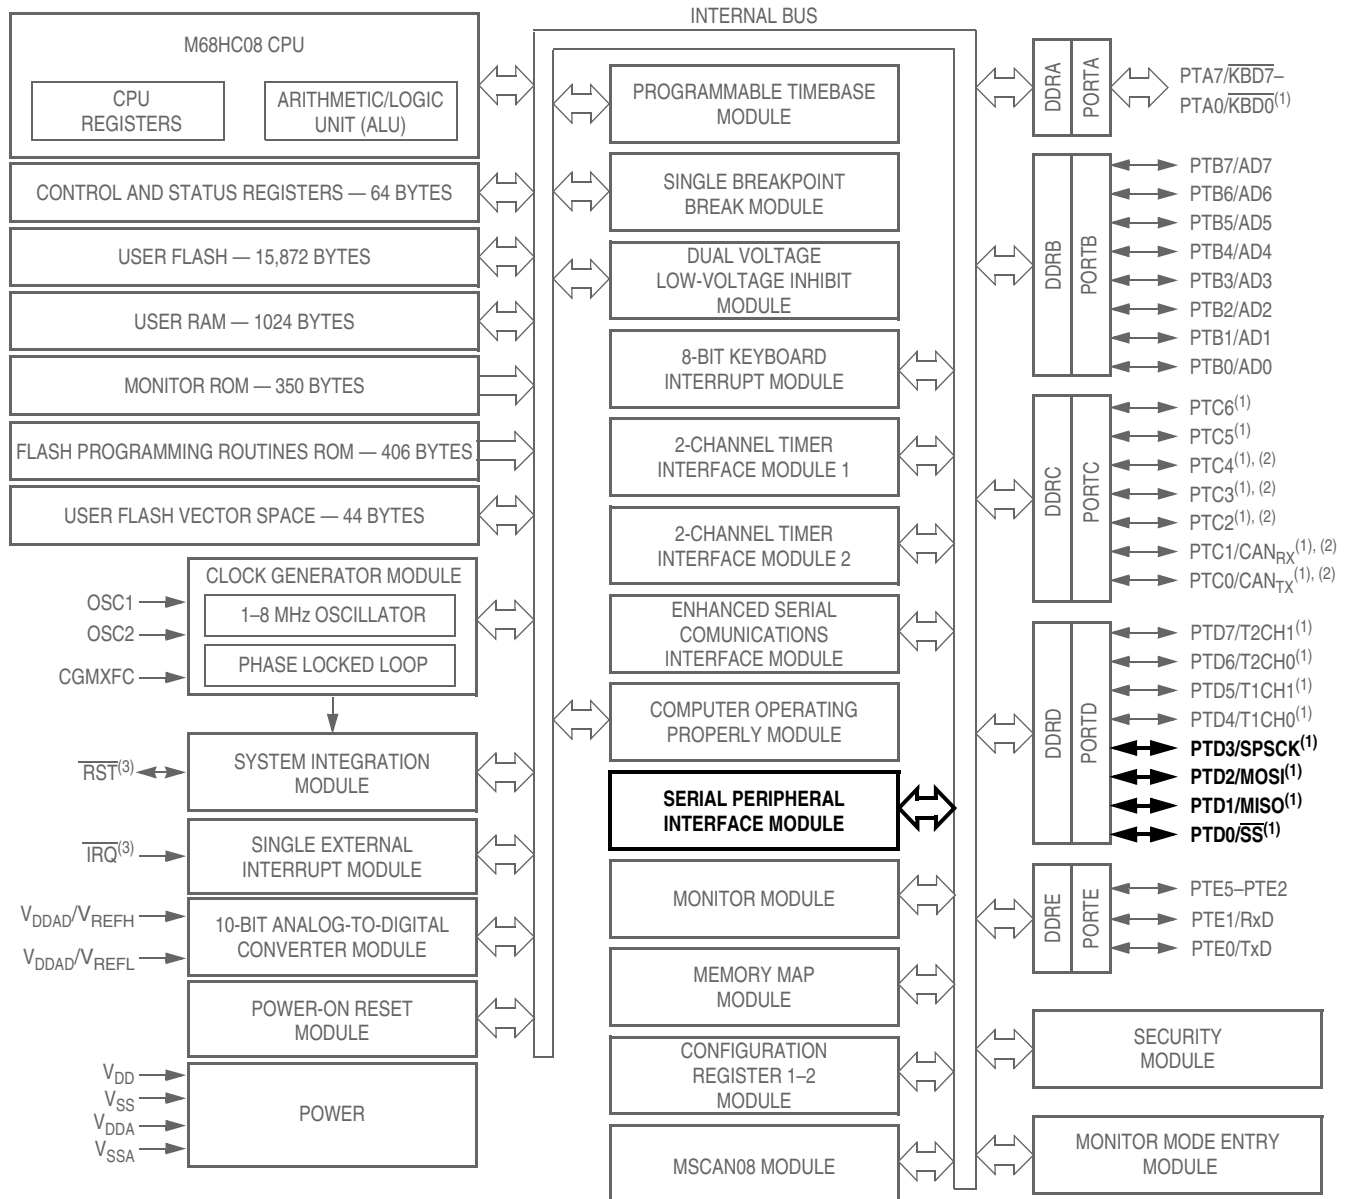 INTERNAL BUS
M68HC08 CPU
CPU
REGISTERS
ARITHMETIC/LOGIC
UNIT (ALU)
CONTROL AND STATUS REGISTERS — 64 BYTES
USER FLASH — 15,872 BYTES
USER RAM — 1024 BYTES
MONITOR ROM — 350 BYTES
FLASH PROGRAMMING ROUTINES ROM — 406 BYTES
USER FLASH VECTOR SPACE — 44 BYTES
CLOCK GENERATOR MODULE
1–8 MHz OSCILLATOR
PHASE LOCKED LOOP
OSC1
OSC2
CGMXFC
SYSTEM INTEGRATION
MODULE
RST(3)
SINGLE EXTERNAL
INTERRUPT MODULE
IRQ(3)
10-BIT ANALOG-TO-DIGITAL
CONVERTER MODULE
VDDAD/VREFH
VDDAD/VREFL
POWER-ON RESET
MODULE
POWER
VDD
VSS
VDDA
VSSA
PROGRAMMABLE TIMEBASE
MODULE
SINGLE BREAKPOINT
BREAK MODULE
DUAL VOLTAGE
LOW-VOLTAGE INHIBIT
MODULE
8-BIT KEYBOARD
INTERRUPT MODULE
2-CHANNEL TIMER
INTERFACE MODULE 1
2-CHANNEL TIMER
INTERFACE MODULE 2
ENHANCED SERIAL
COMUNICATIONS
INTERFACE MODULE
COMPUTER OPERATING
PROPERLY MODULE
SERIAL PERIPHERAL
INTERFACE MODULE
MONITOR MODULE
MEMORY MAP
MODULE
CONFIGURATION
REGISTER 1–2
MODULE
MSCAN08 MODULE
DDRA
PORTA
PTA7/KBD7–
PTA0/KBD0(1)
DDRB
PORTB
PTB7/AD7
PTB6/AD6
PTB5/AD5
PTB4/AD4
PTB3/AD3
PTB2/AD2
PTB1/AD1
PTB0/AD0
DDRC
PORTC
PTC6(1)
PTC5(1)
PTC4(1), (2)
PTC3(1), (2)
PTC2(1), (2)
PTC1/CANRX(1), (2)
PTC0/CANTX(1), (2)
DDRD
PORTD
PTD7/T2CH1(1)
PTD6/T2CH0(1)
PTD5/T1CH1(1)
PTD4/T1CH0(1)
PTD3/SPSCK(1)
PTD2/MOSI(1)
PTD1/MISO(1)
PTD0/SS(1)
DDRE
PORTE
PTE5–PTE2
PTE1/RxD
PTE0/TxD
SECURITY
MODULE
MONITOR MODE ENTRY
MODULE